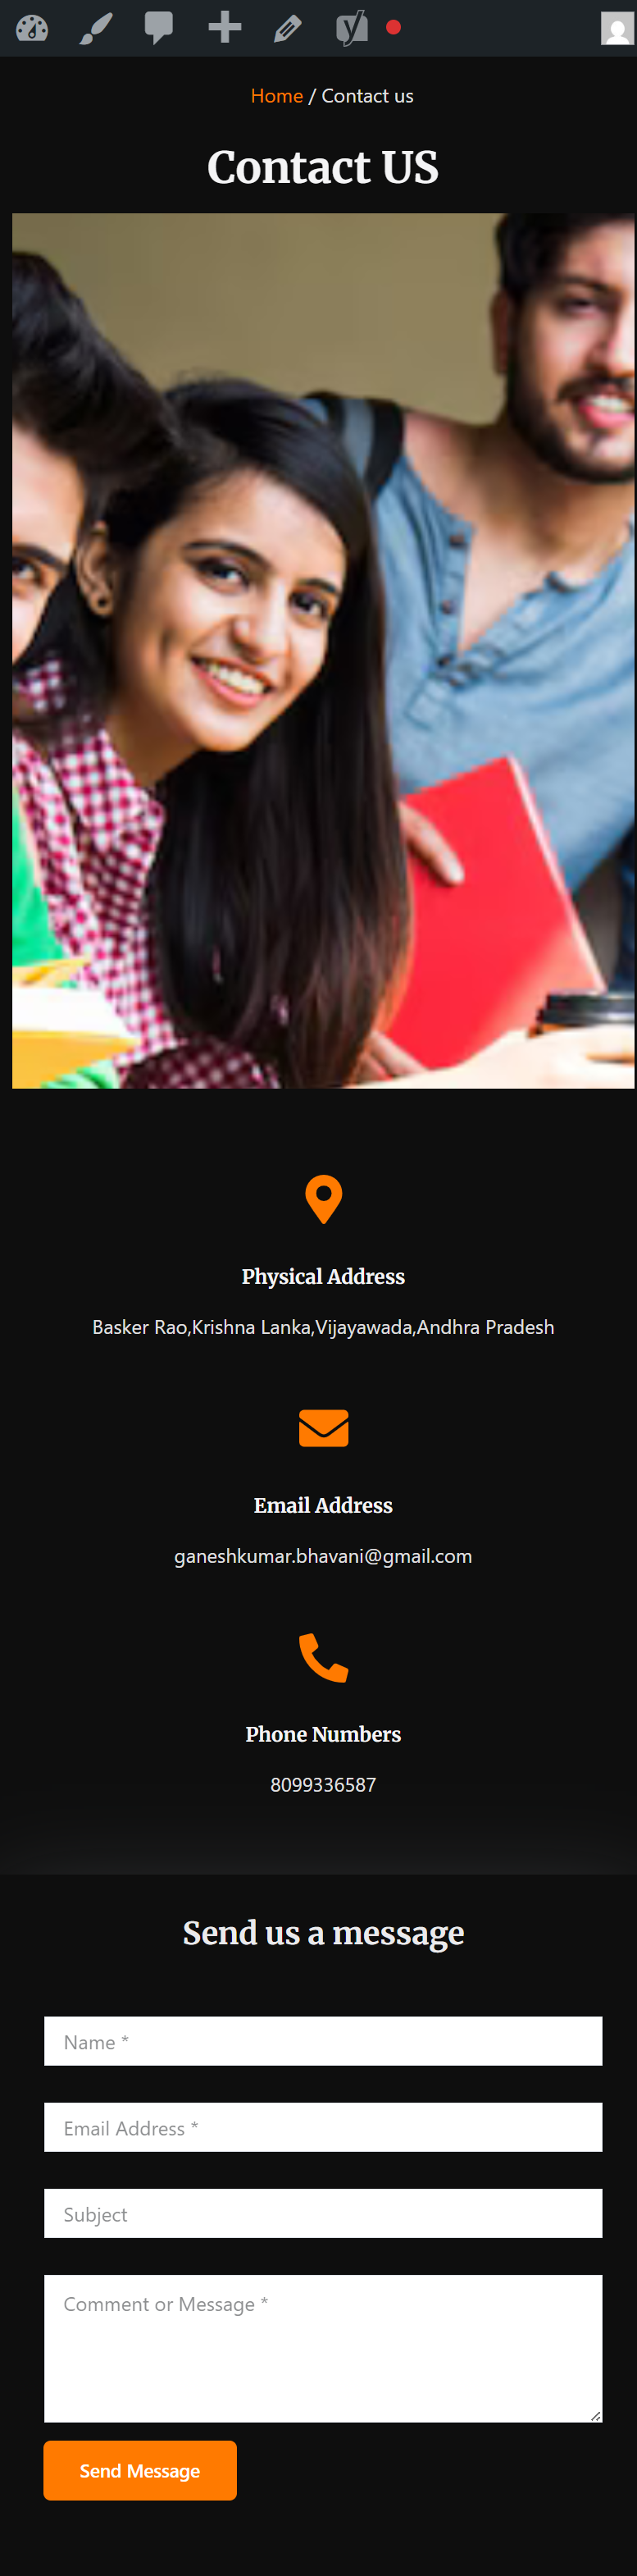 Home / Contact us
Contact US
Physical Address
Basker Rao,Krishna Lanka,Vijayawada,Andhra Pradesh
Email Address
ganeshkumar.bhavani@gmail.com
Phone Numbers
8099336587
Send us a message
Name *
Email Address *
Subject
Comment or Message *
Send Message